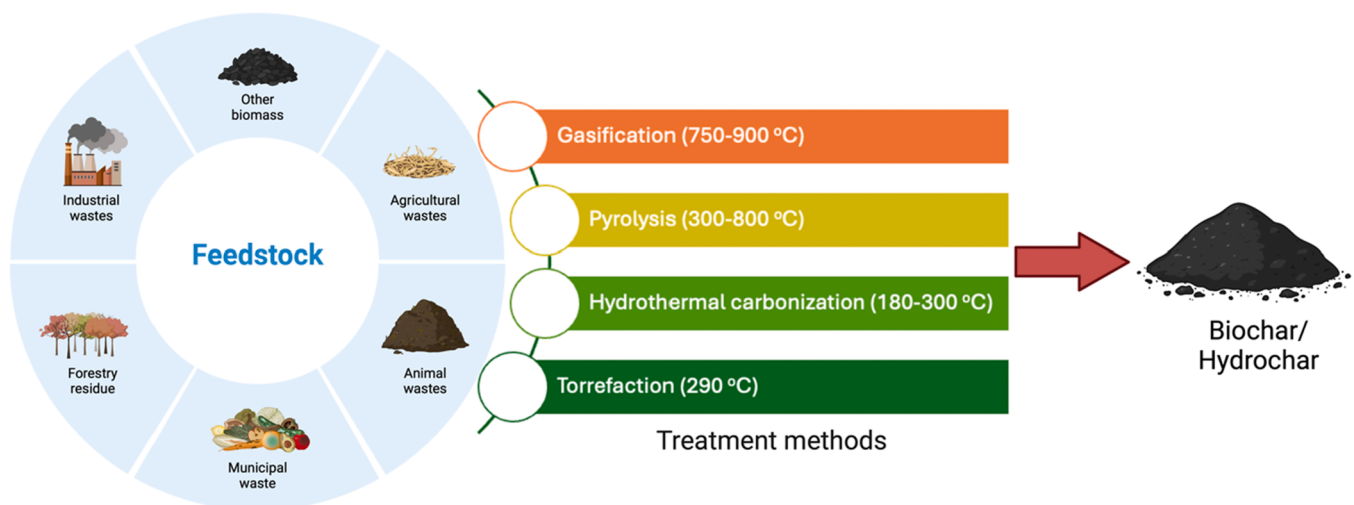 Other
biomass
Agricultural
wastes
Animal
wastes
Municipal
waste
Forestry
residue
Industrial
wastes
Feedstock
Gasification (750-900 ºC)
Pyrolysis (300-800 ºC)
Hydrothermal carbonization (180-300 ºC)
Torrefaction (290 ºC)
Treatment methods
Biochar/
Hydrochar